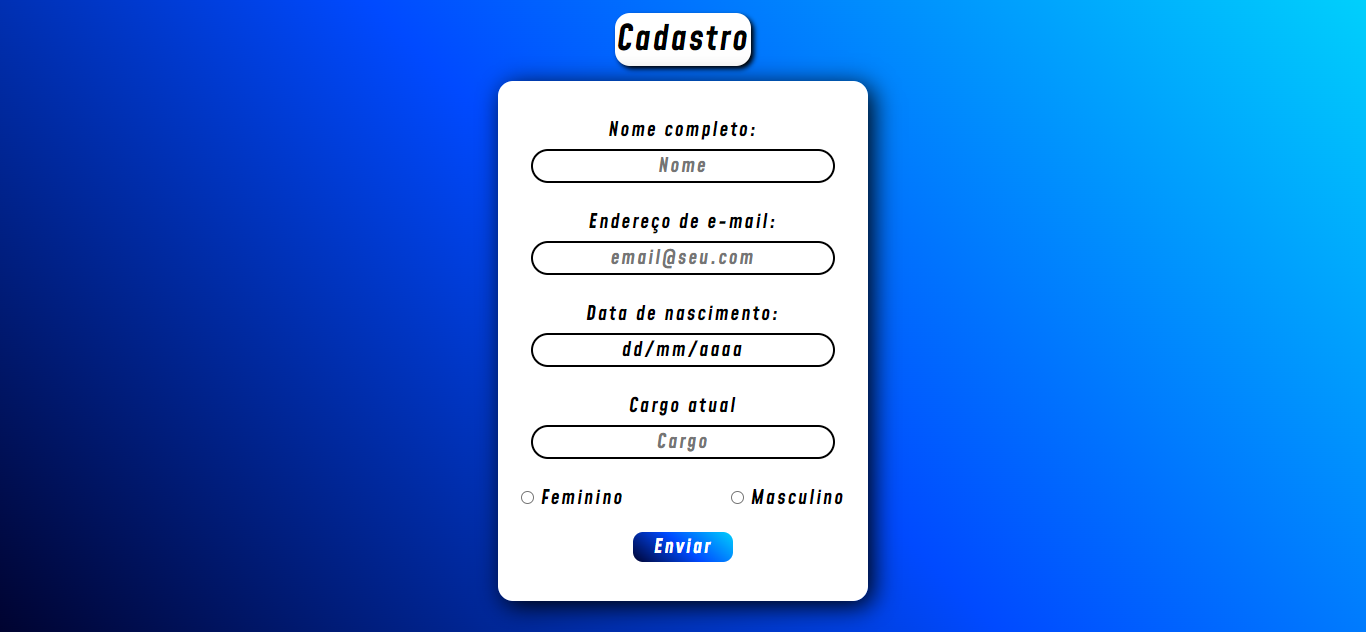 Cadastro
Nome completo:
Nome
Endereço de e-mail:
email@seu.com
Data de nascimento:
dd/mm/aaaa
Cargo atual
Cargo
Feminino Masculino
Enviar